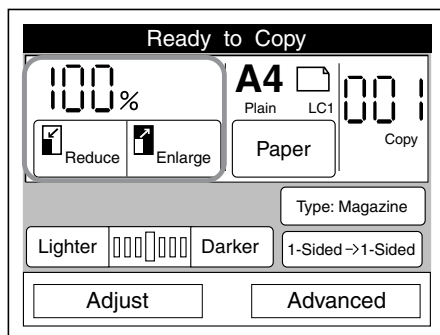 Ready to Copy
100%
Reduce
Enlarge
A4
Plain
LC1
Paper
001
Copy
Type: Magazine
Lighter
Darker
1-Sided->1-Sided
Adjust
Advanced